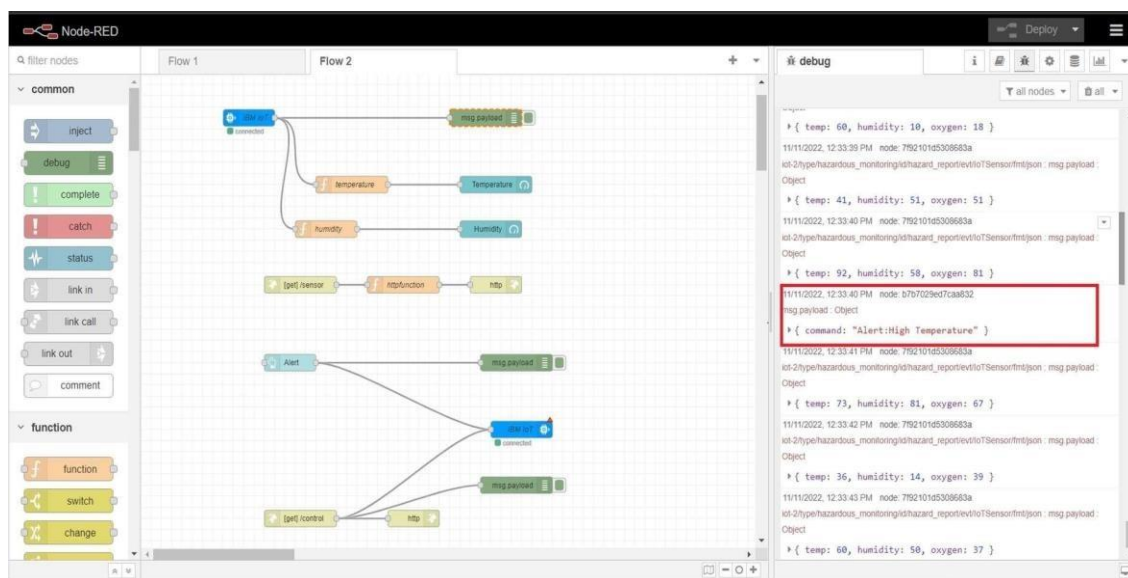 Node-RED
Deploy
filter nodes
Flow 1
Flow 2
debug
i
all nodes
all
common
inject
debug
complete
catch
status
link in
link call
link out
comment
function
function
switch
change
IBM IoT
connected
msg.payload
temperature
Temperature
humidity
Humidity
[get] /sensor
httpfunction
http
Alert
msg.payload
IBM IoT
connected
msg.payload
[get] /control
http
Object
{ temp: 60, humidity: 10, oxygen: 18 }
11/11/2022, 12:33:39 PM node: 7f92101d5308683a
iot-2/type/hazardous_monitoring/id/hazard_report/evt/IoTSensor/fmt/json : msg.payload :
Object
{ temp: 41, humidity: 51, oxygen: 51 }
11/11/2022, 12:33:40 PM node: 7f92101d5308683a
iot-2/type/hazardous_monitoring/id/hazard_report/evt/IoTSensor/fmt/json : msg.payload :
Object
{ temp: 92, humidity: 58, oxygen: 81 }
11/11/2022, 12:33:40 PM node: b7b7029ed7caa832
msg.payload : Object
{ command: "Alert:High Temperature" }
11/11/2022, 12:33:41 PM node: 7f92101d5308683a
iot-2/type/hazardous_monitoring/id/hazard_report/evt/IoTSensor/fmt/json : msg.payload :
Object
{ temp: 73, humidity: 81, oxygen: 67 }
11/11/2022, 12:33:42 PM node: 7f92101d5308683a
iot-2/type/hazardous_monitoring/id/hazard_report/evt/IoTSensor/fmt/json : msg.payload :
Object
{ temp: 36, humidity: 14, oxygen: 39 }
11/11/2022, 12:33:43 PM node: 7f92101d5308683a
iot-2/type/hazardous_monitoring/id/hazard_report/evt/IoTSensor/fmt/json : msg.payload :
Object
{ temp: 60, humidity: 50, oxygen: 37 }